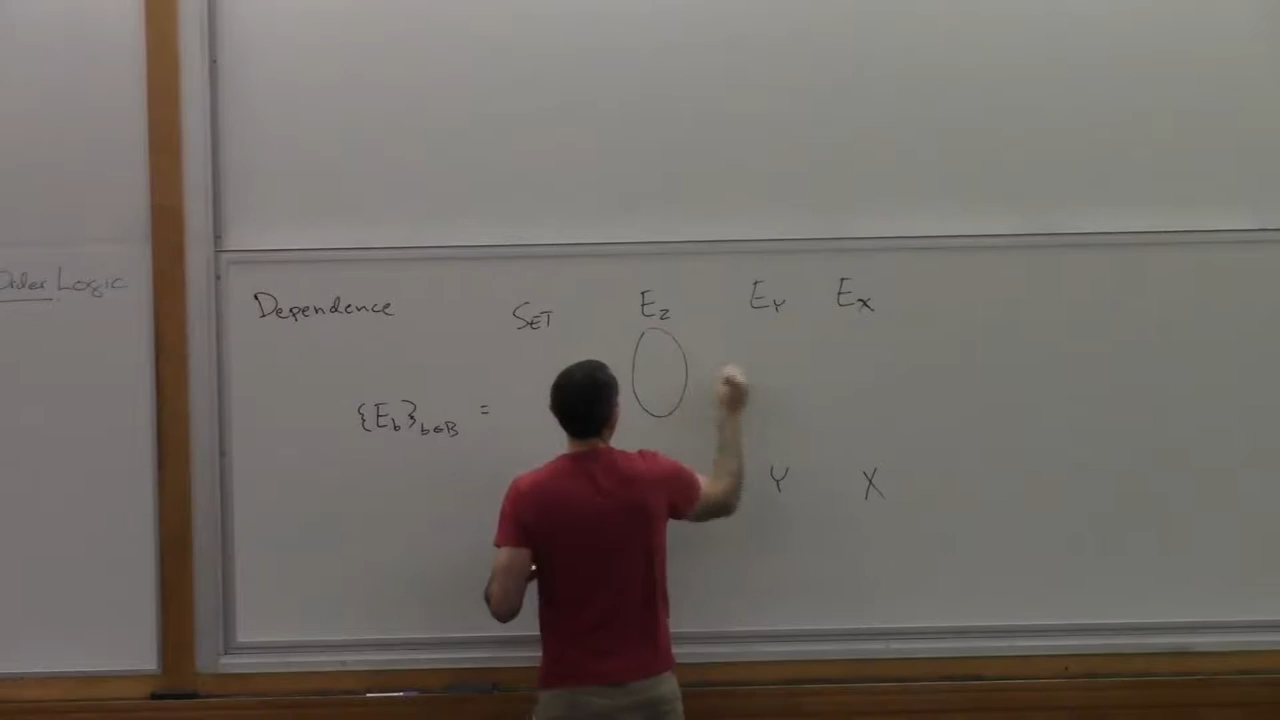 Order Logic
Dependence SET E_Z E_Y E_X
{E_b}_{b∈B} =
Y X